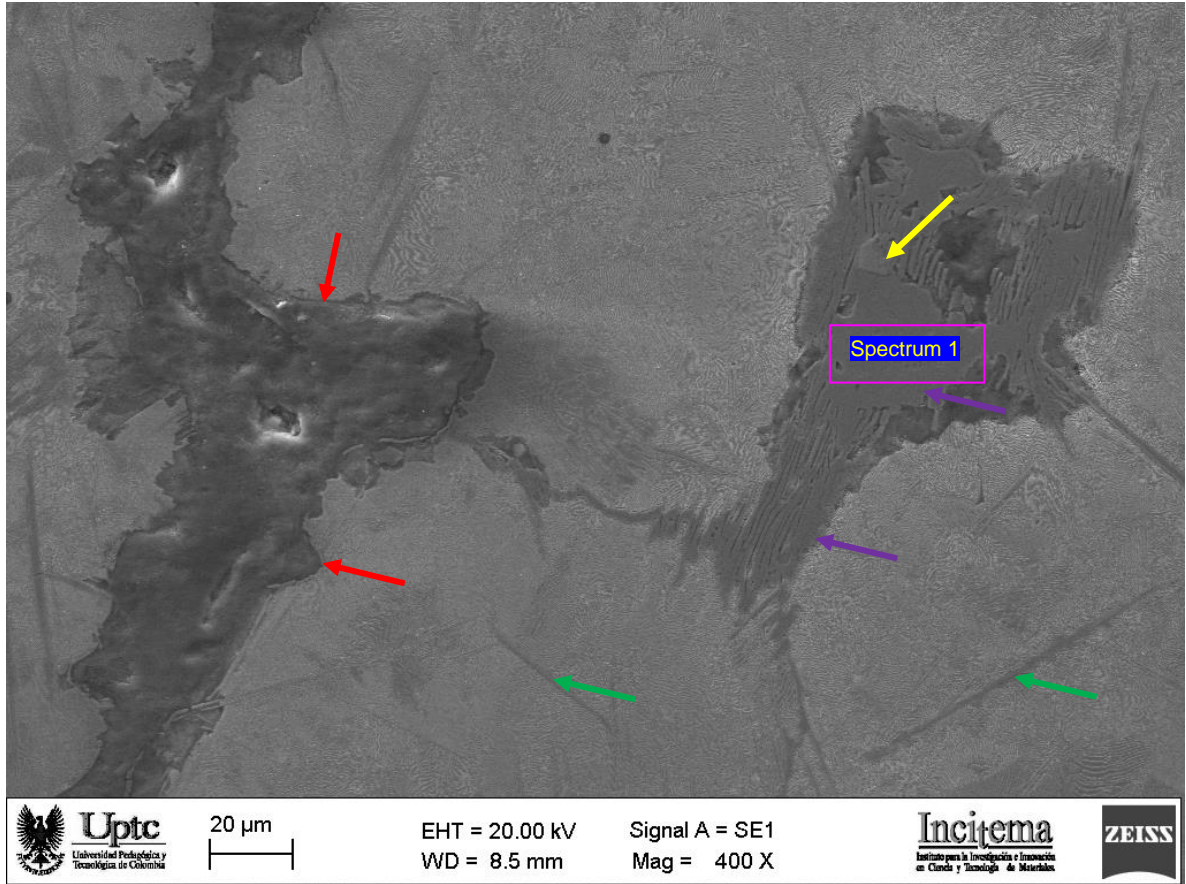 Spectrum 1
Uptc
Universidad Pedagógica y
Tecnológica de Colombia
20 µm
EHT = 20.00 kV
WD = 8.5 mm
Signal A = SE1
Mag = 400 X
Incitema
Instituto para la Investigación e Innovación
en Ciencia y Tecnología de Materiales.
ZEISS